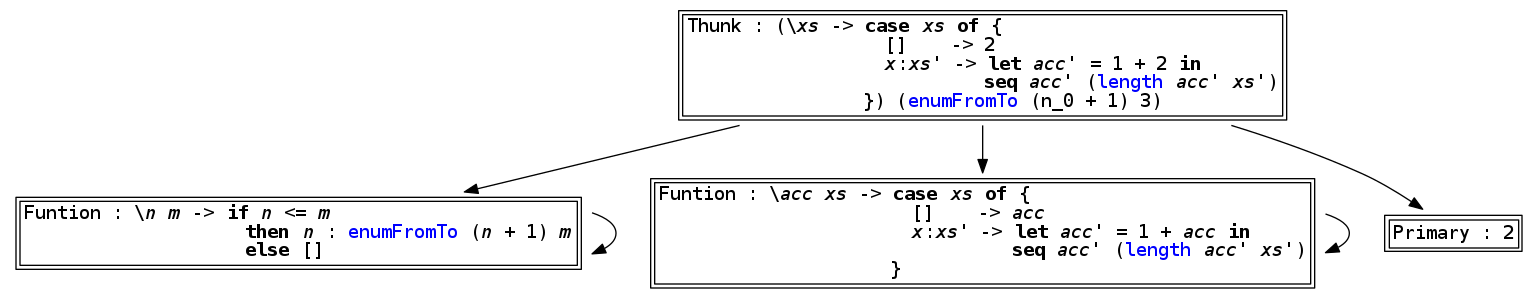 Thunk : (\xs -> case xs of {
[] -> 2
x:xs' -> let acc' = 1 + 2 in
seq acc' (length acc' xs')
}) (enumFromTo (n_0 + 1) 3)
Funtion : \n m -> if n <= m
then n : enumFromTo (n + 1) m
else []
Funtion : \acc xs -> case xs of {
[] -> acc
x:xs' -> let acc' = 1 + acc in
seq acc' (length acc' xs')
}
Primary : 2